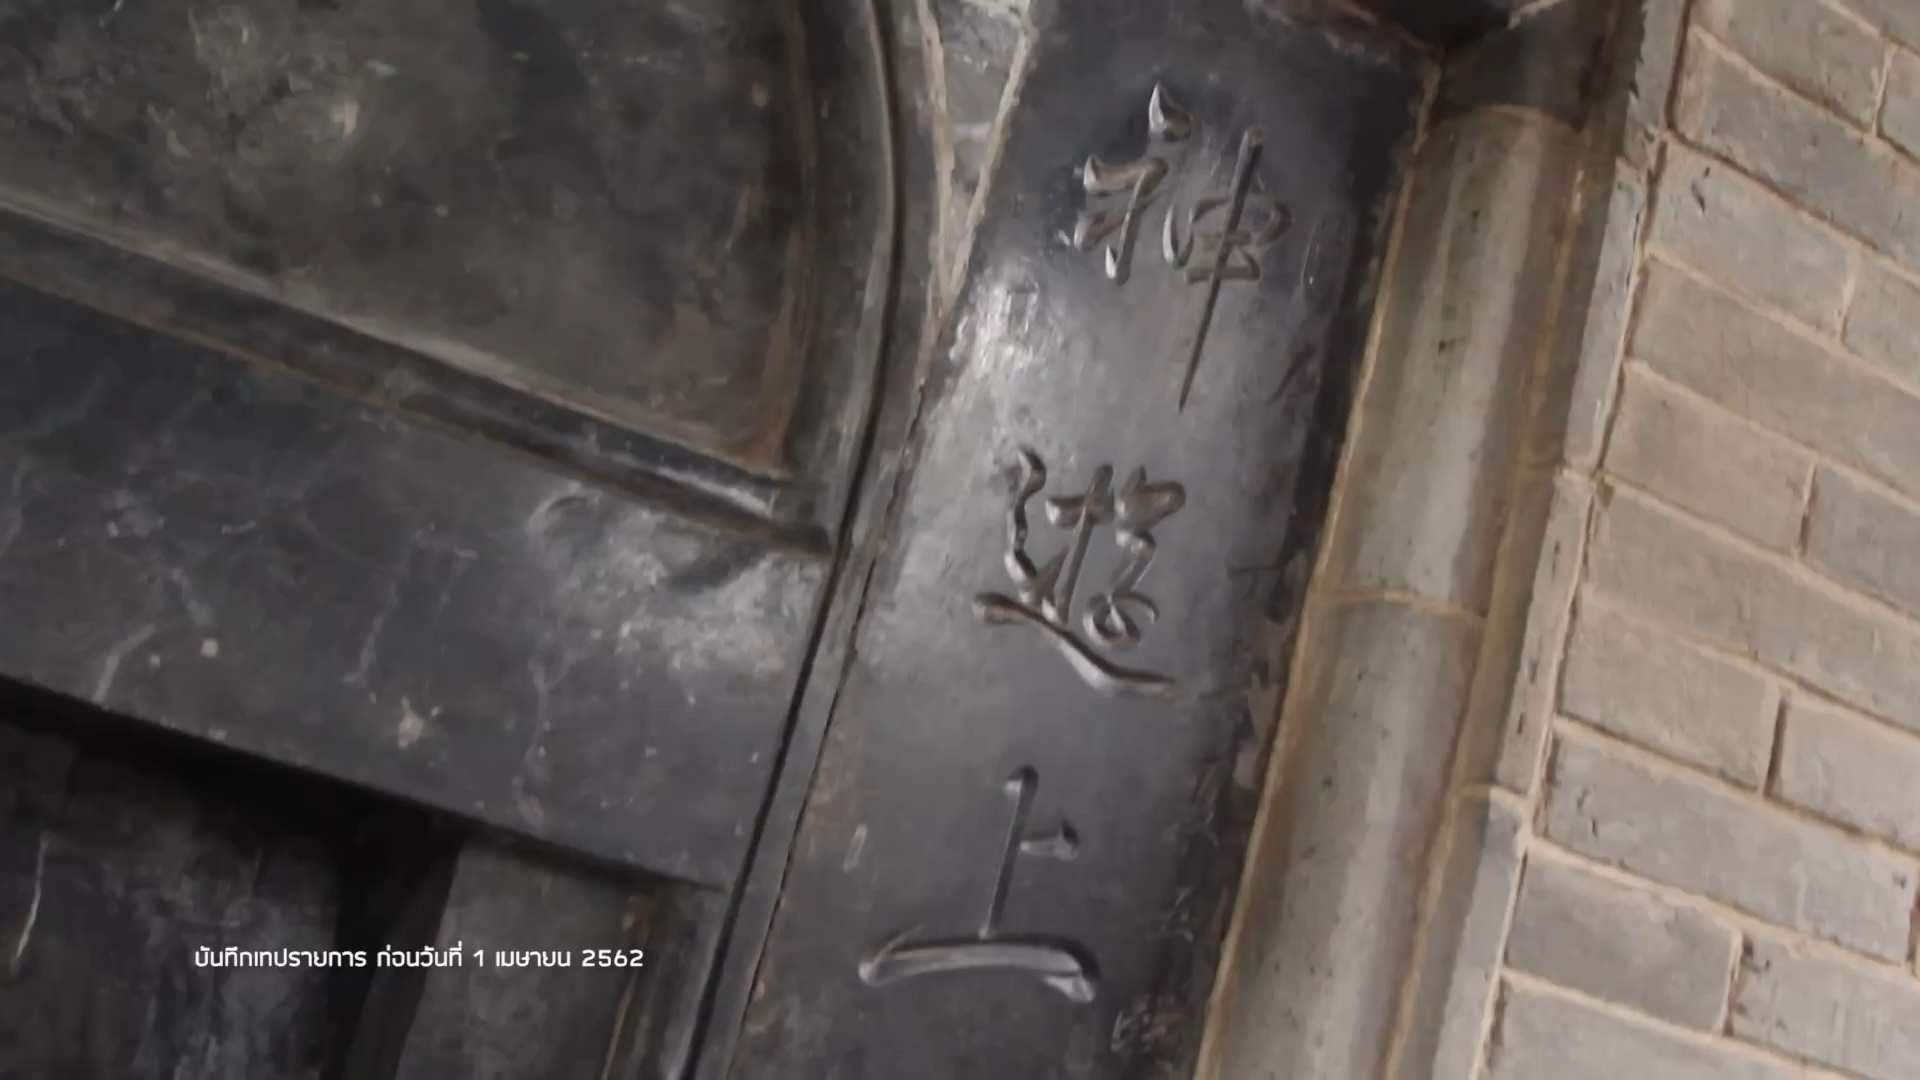 神
遊
上
บันทึกเทปรายการ ก่อนวันที่ 1 เมษายน 2562